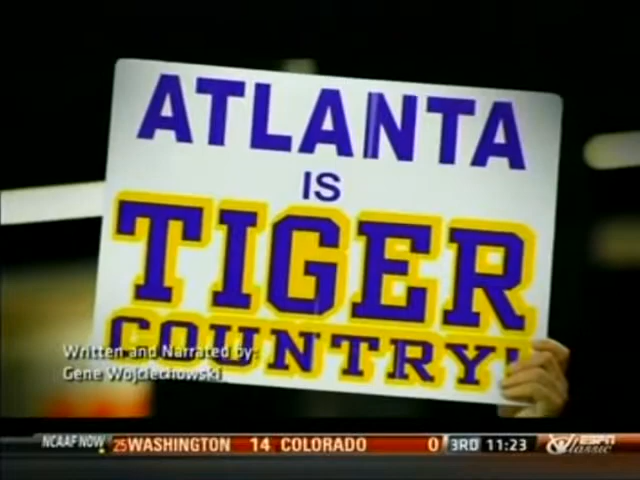 ATLANTA
IS
TIGER
COUNTRY!
Written and Narrated by:
Gene Wojciechowski
NCAAF NOW 25 WASHINGTON 14 COLORADO 0 3RD 11:23 ESPN Classic